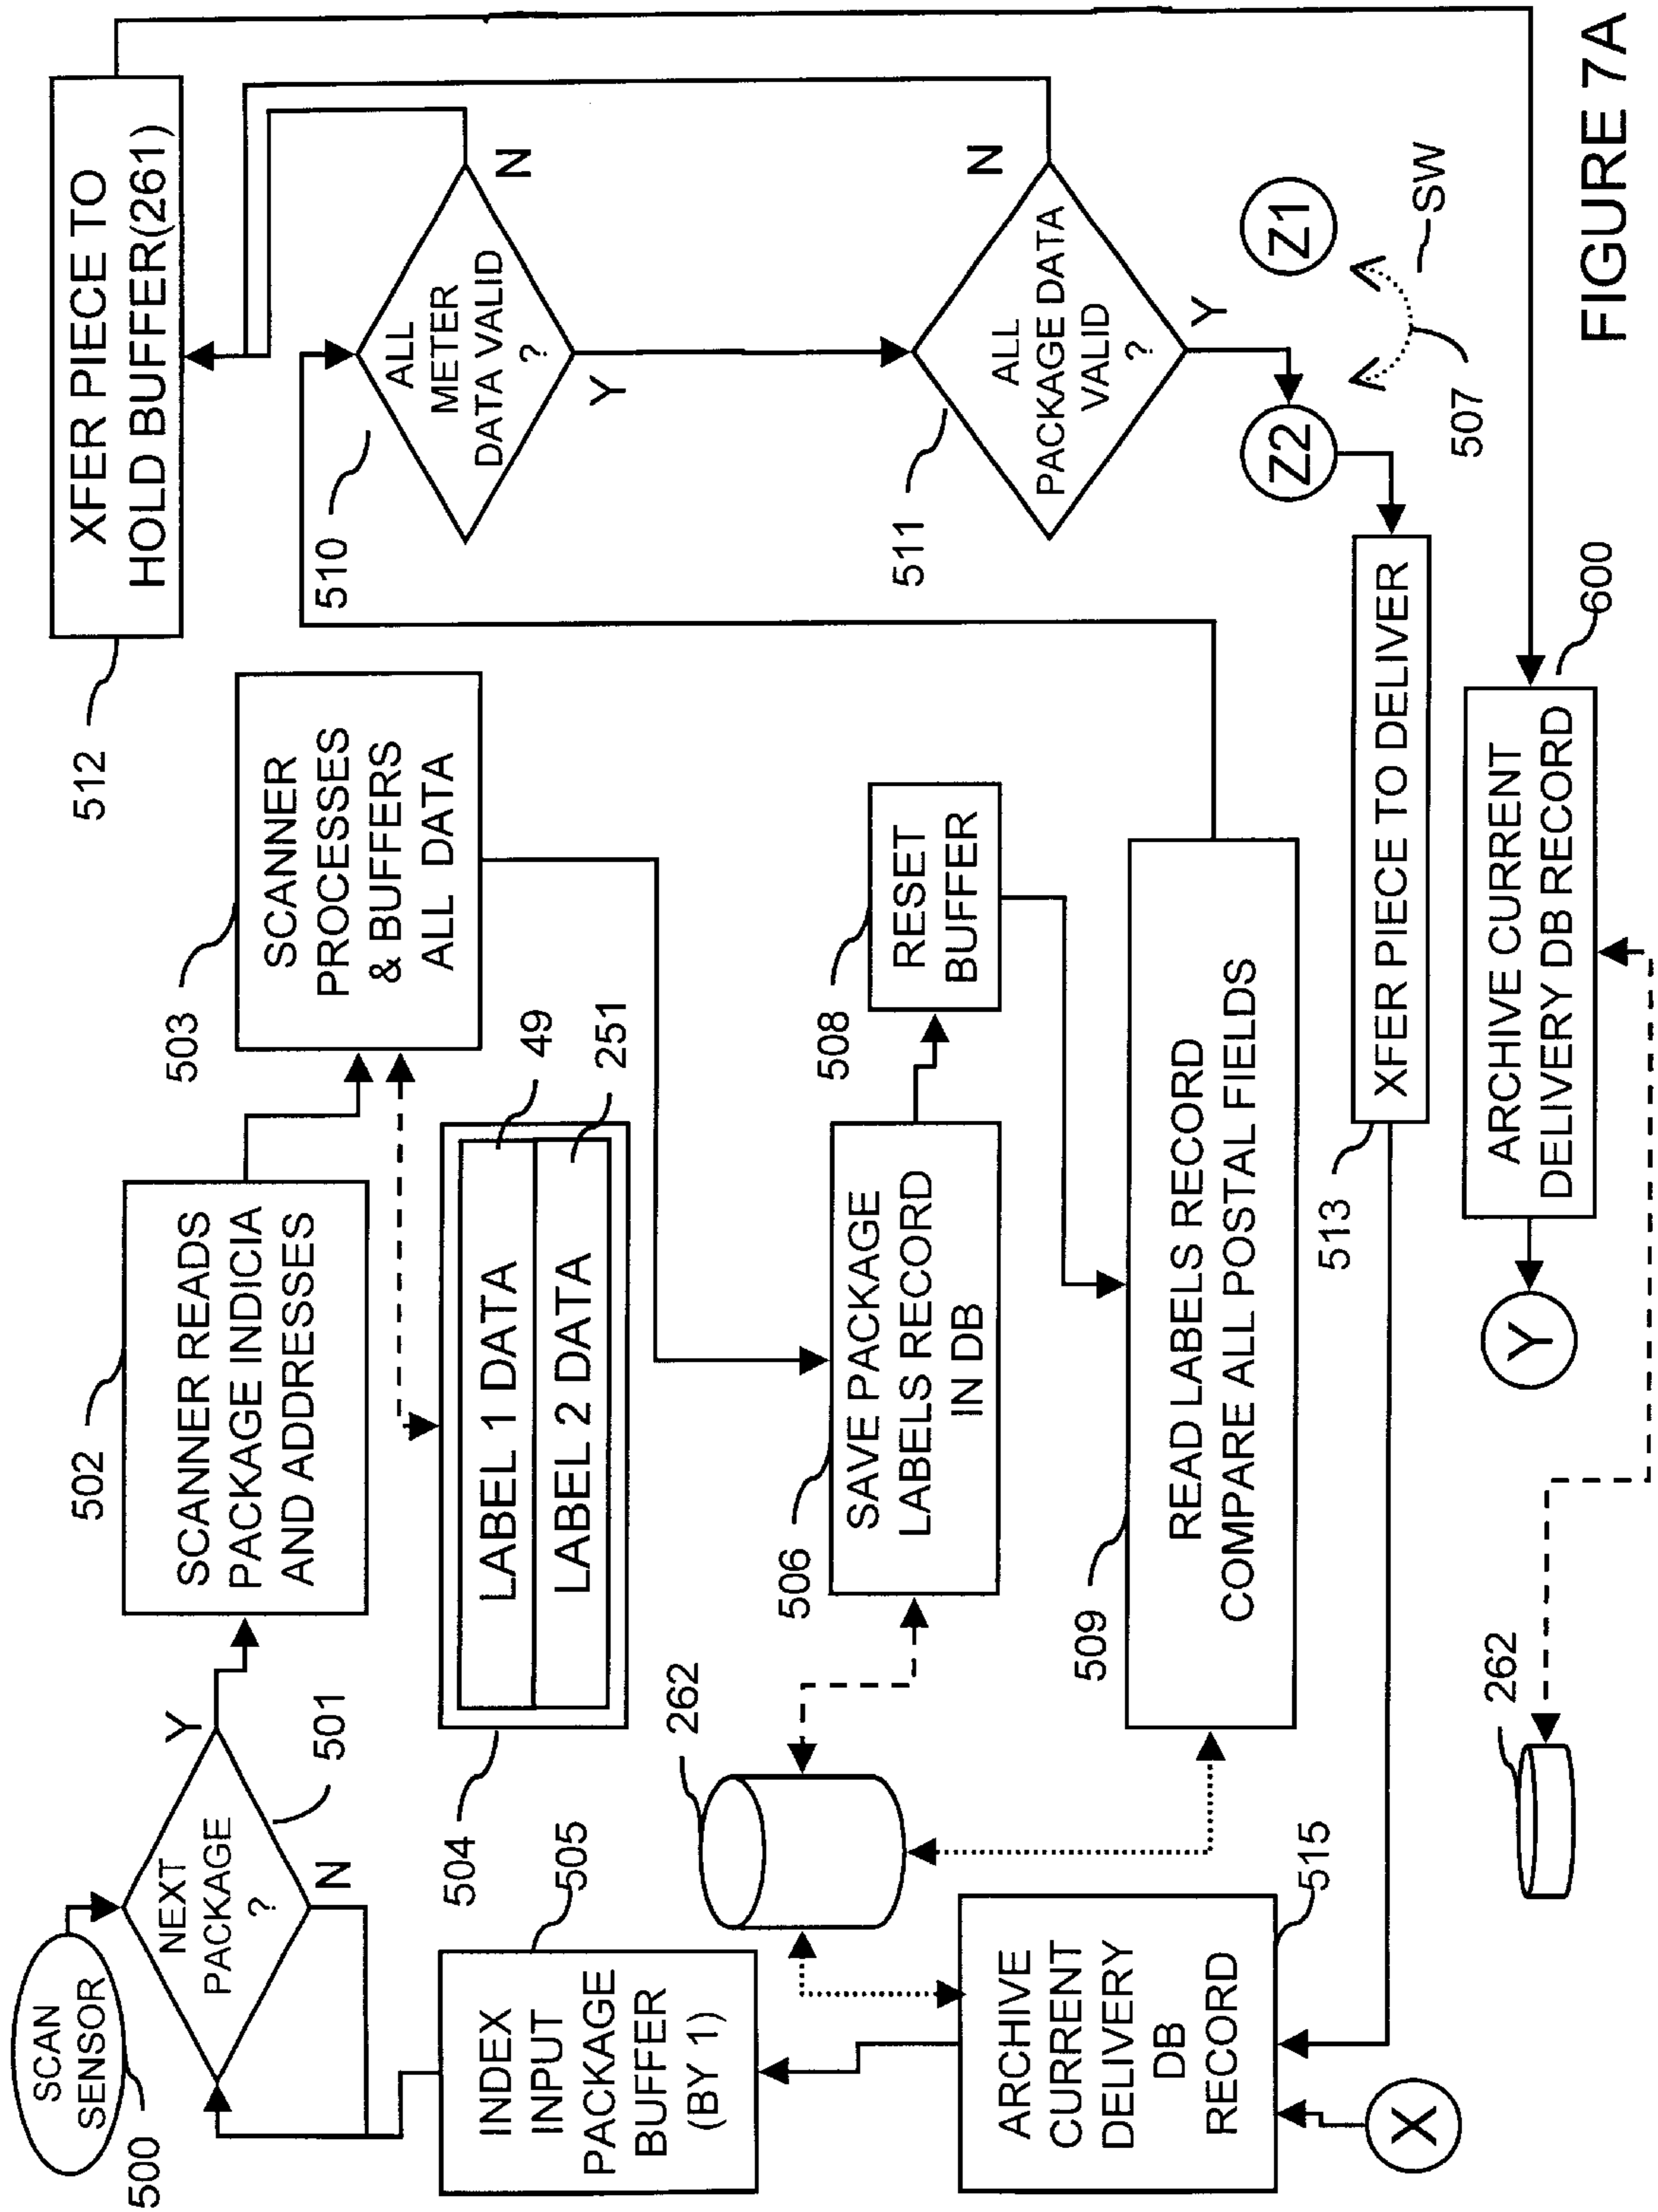 SCAN
SENSOR
500
NEXT
PACKAGE
?
Y
N
501
502
SCANNER READS
PACKAGE INDICIA
AND ADDRESSES
503
SCANNER
PROCESSES
& BUFFERS
ALL DATA
512
XFER PIECE TO
HOLD BUFFER(261)
504
LABEL 1 DATA
LABEL 2 DATA
49
251
510
ALL
METER
DATA VALID
?
N
Y
505
INDEX
INPUT
PACKAGE
BUFFER
(BY 1)
262
506
SAVE PACKAGE
LABELS RECORD
IN DB
508
RESET
BUFFER
511
ALL
PACKAGE DATA
VALID
?
N
Y
515
ARCHIVE
CURRENT
DELIVERY
DB
RECORD
509
READ LABELS RECORD
COMPARE ALL POSTAL FIELDS
Z2
Z1
SW
507
X
513
XFER PIECE TO DELIVER
262
Y
ARCHIVE CURRENT
DELIVERY DB RECORD
600
FIGURE 7A